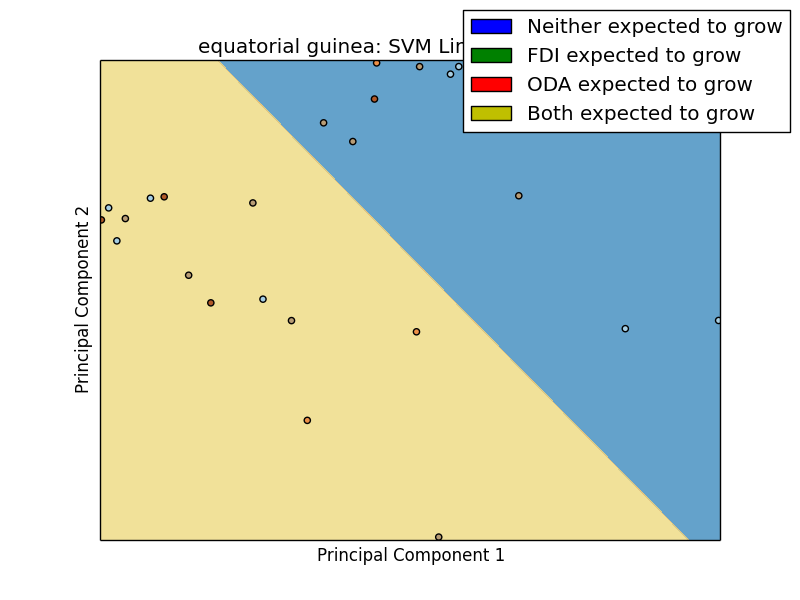 equatorial guinea: SVM
Neither expected to grow
FDI expected to grow
ODA expected to grow
Both expected to grow
Principal Component 2
Principal Component 1